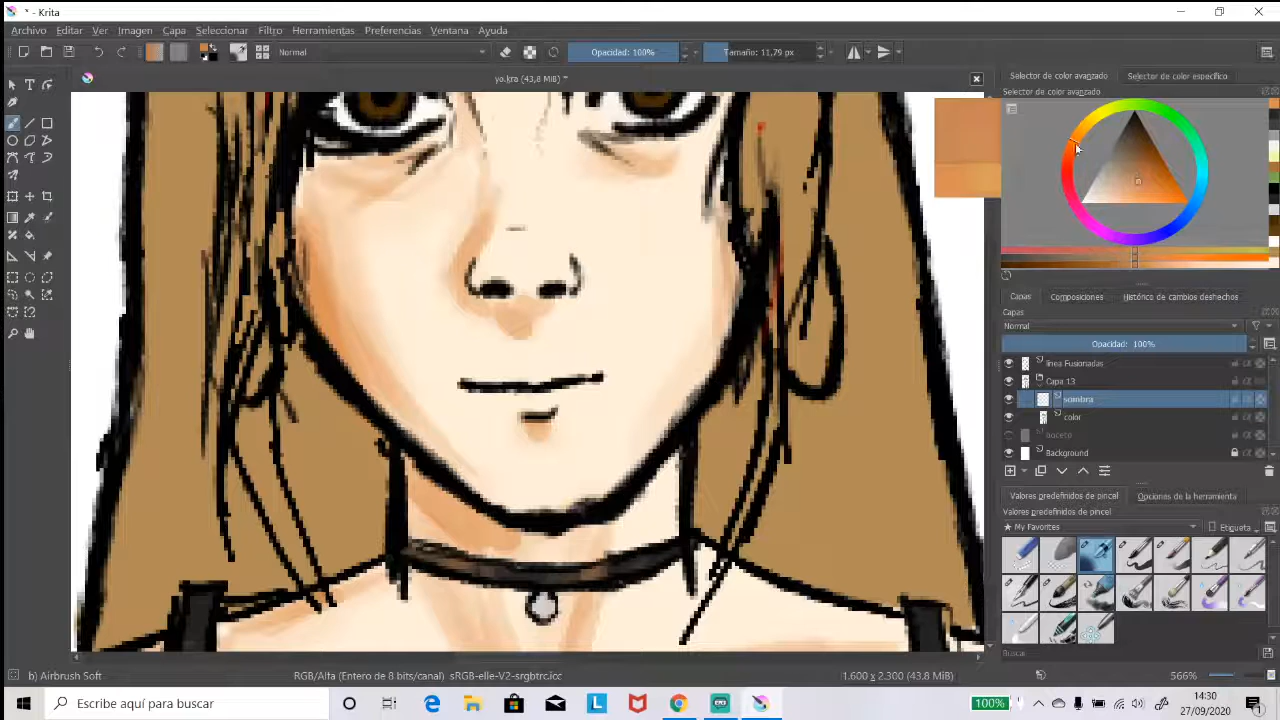 * - Krita
Archivo Editar Ver Imagen Capa Seleccionar Filtro Herramientas Preferencias Ventana Ayuda
Normal Opacidad: 100% Tamaño: 11,79 px
yo.kra (43,8 MiB) *
Selector de color avanzado Selector de color específico
Selector de color avanzado
Capas Composiciones Histórico de cambios deshechos
Capas
Normal
Opacidad: 100%
linea Fusionadas
Capa 13
sombra
color
boceto
Background
Valores predefinidos de pincel Opciones de la herramienta
Valores predefinidos de pincel
★ My Favorites Etiqueta
Buscar
b) Airbrush Soft RGB/Alfa (Entero de 8 bits/canal) sRGB-elle-V2-srgbtrc.icc 1.600 x 2.300 (43,8 MiB) 566%
Escribe aquí para buscar
100%
14:30
27/09/2020